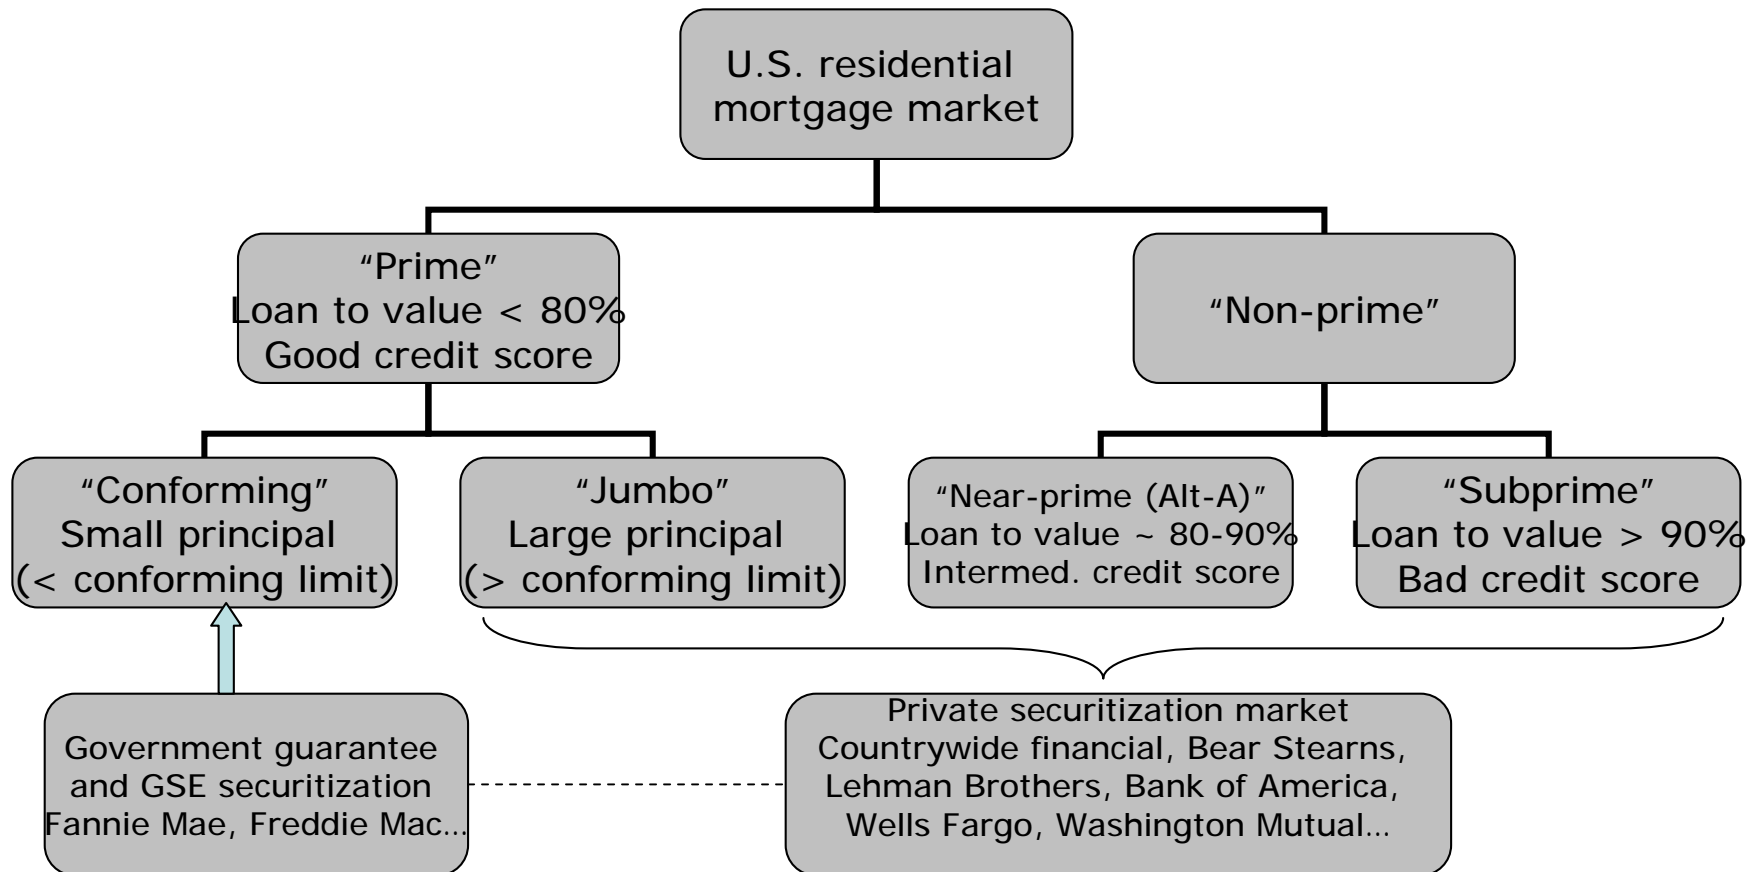 U.S. residential
mortgage market
“Prime”
Loan to value < 80%
Good credit score
“Non-prime”
“Conforming”
Small principal
(< conforming limit)
“Jumbo”
Large principal
(> conforming limit)
“Near-prime (Alt-A)”
Loan to value ~ 80-90%
Intermed. credit score
“Subprime”
Loan to value > 90%
Bad credit score
Government guarantee
and GSE securitization
Fannie Mae, Freddie Mac…
Private securitization market
Countrywide financial, Bear Stearns,
Lehman Brothers, Bank of America,
Wells Fargo, Washington Mutual…